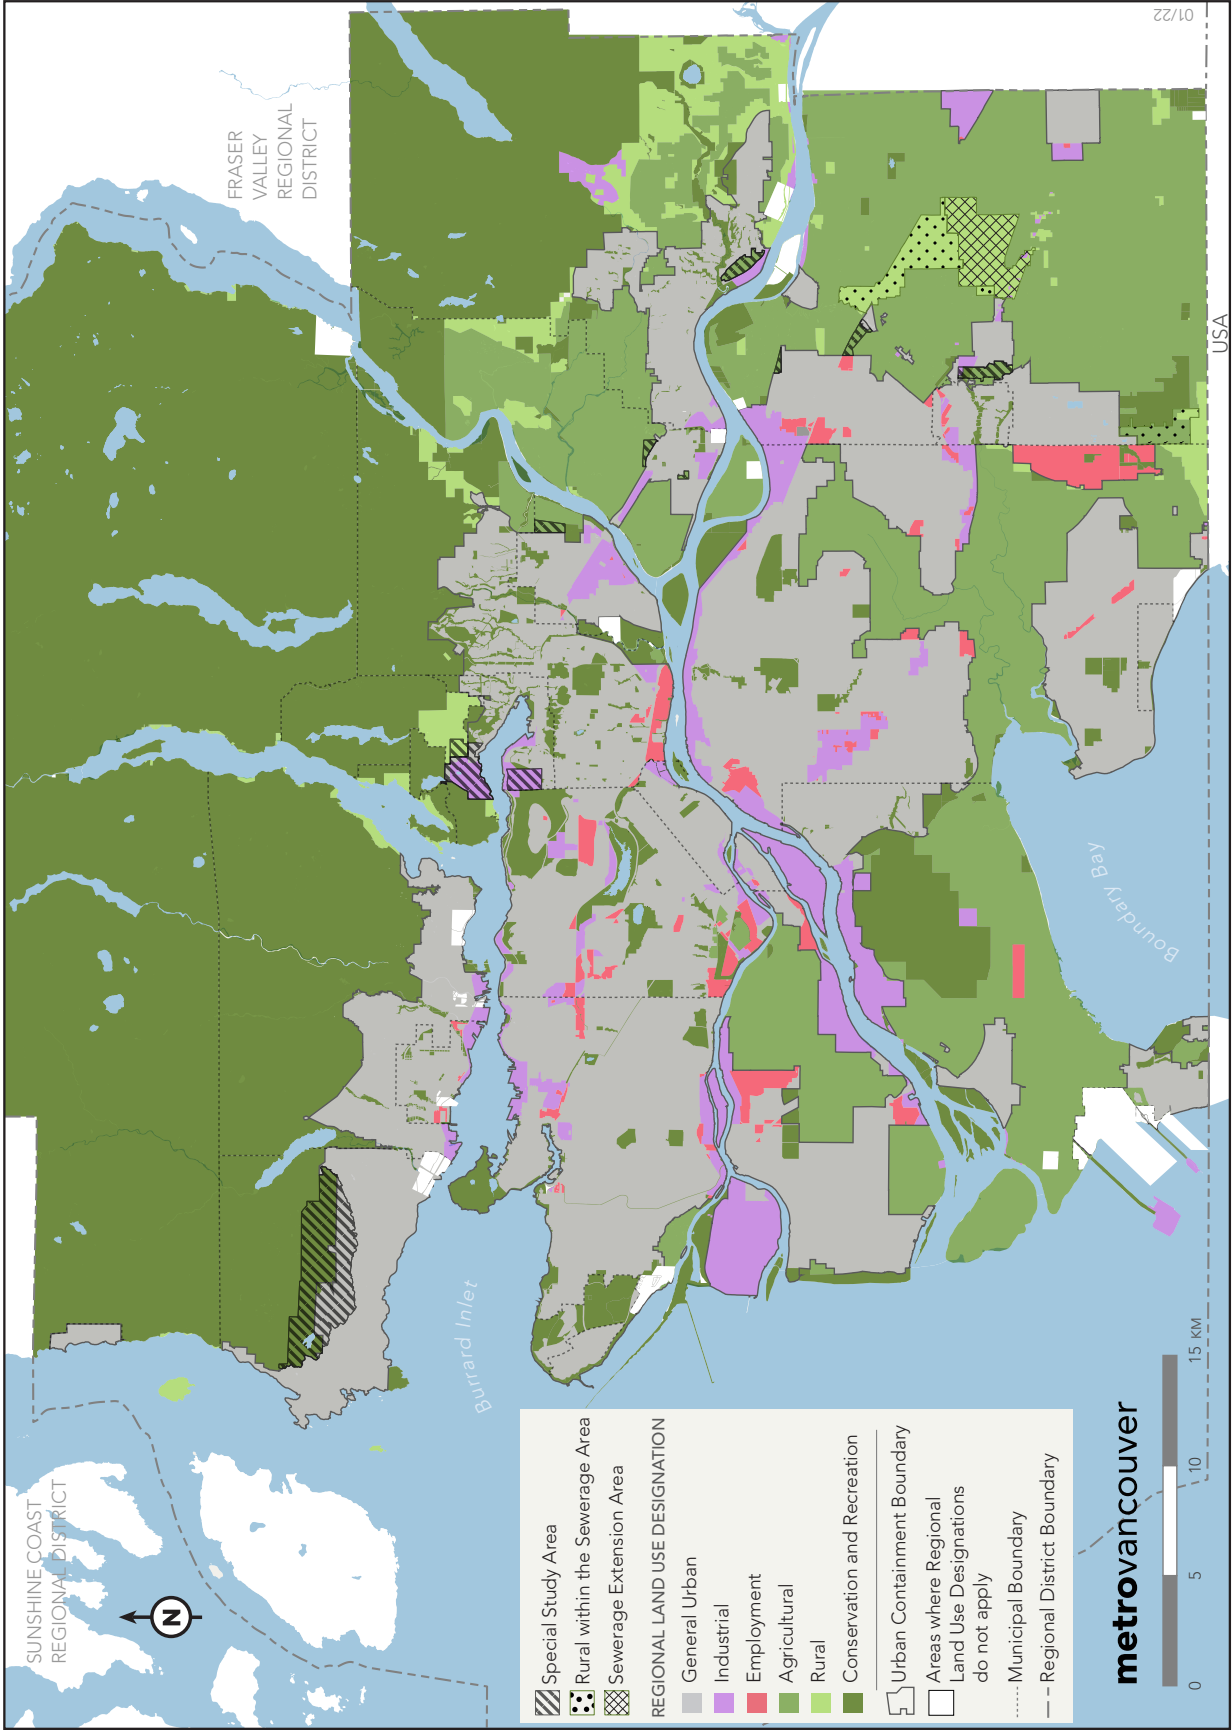 SUNSHINE COAST
REGIONAL DISTRICT
FRASER
VALLEY
REGIONAL
DISTRICT
N
Burrard Inlet
Boundary Bay
USA
Special Study Area
Rural within the Sewerage Area
Sewerage Extension Area
REGIONAL LAND USE DESIGNATION
General Urban
Industrial
Employment
Agricultural
Rural
Conservation and Recreation
Urban Containment Boundary
Areas where Regional
Land Use Designations
do not apply
Municipal Boundary
Regional District Boundary
metrovancouver
0 5 10 15 KM
01/22